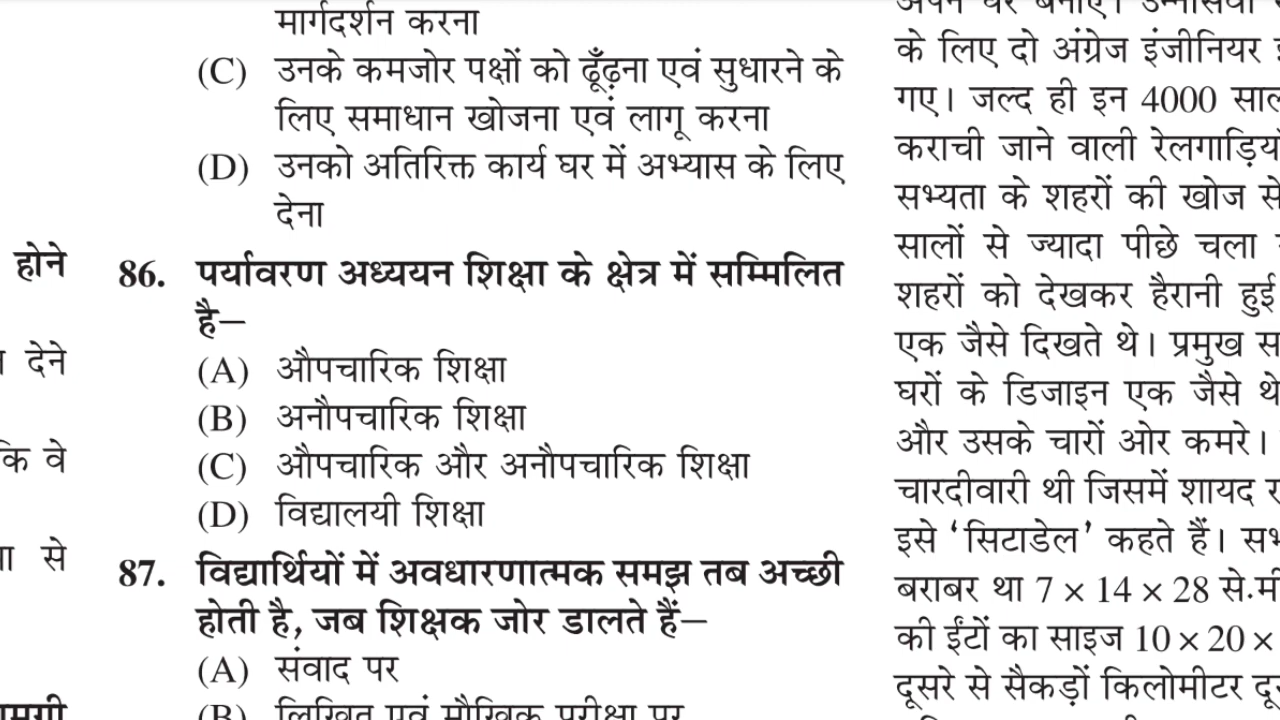 मार्गदर्शन करना
(C) उनके कमजोर पक्षों को ढूँढ़ना एवं सुधारने के
लिए समाधान खोजना एवं लागू करना
(D) उनको अतिरिक्त कार्य घर में अभ्यास के लिए
देना
86. पर्यावरण अध्ययन शिक्षा के क्षेत्र में सम्मिलित
है–
(A) औपचारिक शिक्षा
(B) अनौपचारिक शिक्षा
(C) औपचारिक और अनौपचारिक शिक्षा
(D) विद्यालयी शिक्षा
87. विद्यार्थियों में अवधारणात्मक समझ तब अच्छी
होती है, जब शिक्षक जोर डालते हैं–
(A) संवाद पर
(B) लिखित एवं मौखिक परीक्षा पर
होने
देने
वे
से
के लिए दो अंग्रेज इंजीनियर
गए। जल्द ही इन 4000
कराची जाने वाली
सभ्यता के शहरों की खोज
सालों से ज्यादा पीछे चला
शहरों को देखकर हैरानी हुई
एक जैसे दिखते थे। प्रमुख
घरों के डिजाइन एक जैसे थे
और उसके चारों ओर कमरे।
चारदीवारी थी जिसमें शायद
इसे ‘सिटाडेल’ कहते हैं।
बराबर था 7 × 14 × 28
की ईंटों का साइज 10 × 20 ×
दूसरे से सैकड़ों किलोमीटर